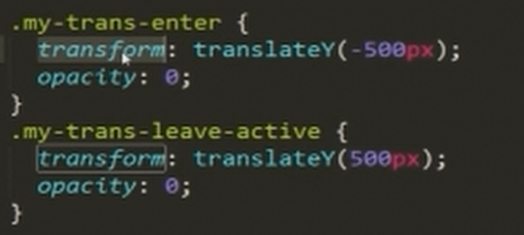 .my-trans-enter {
transform: translateY(-500px);
opacity: 0;
}
.my-trans-leave-active {
transform: translateY(500px);
opacity: 0;
}